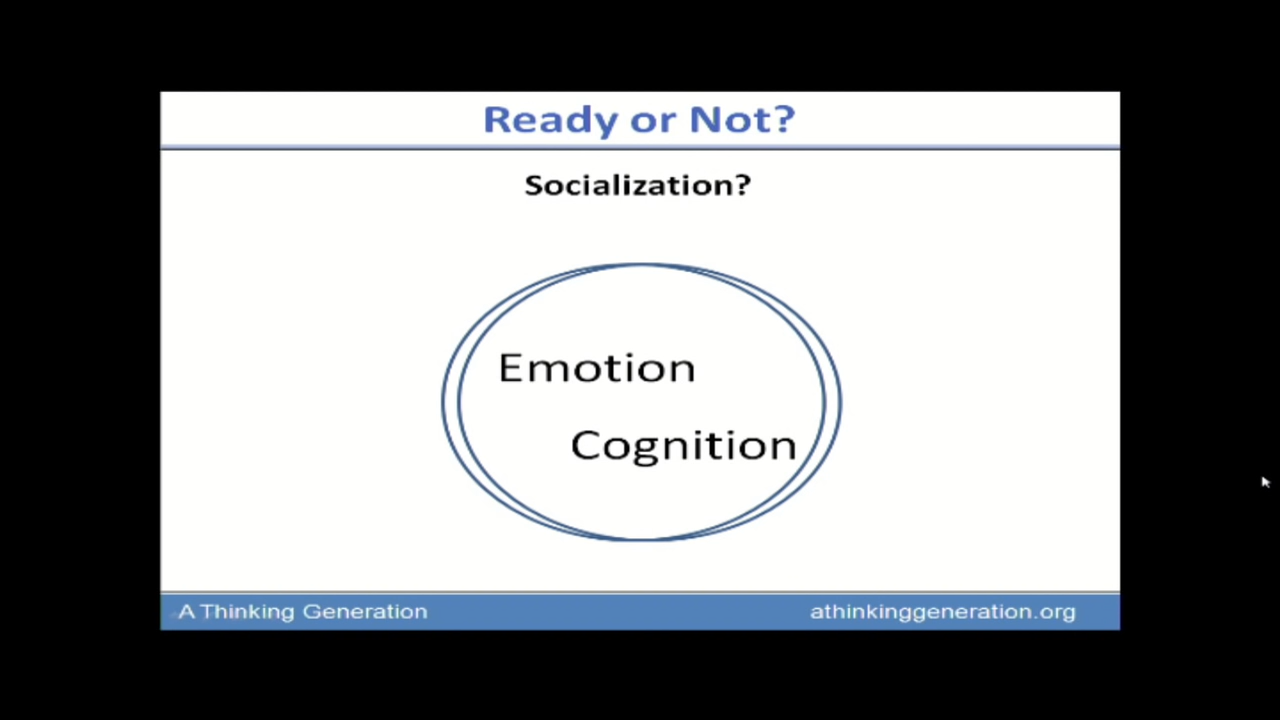 Ready or Not?
Socialization?
Emotion
Cognition
A Thinking Generation
athinkinggeneration.org